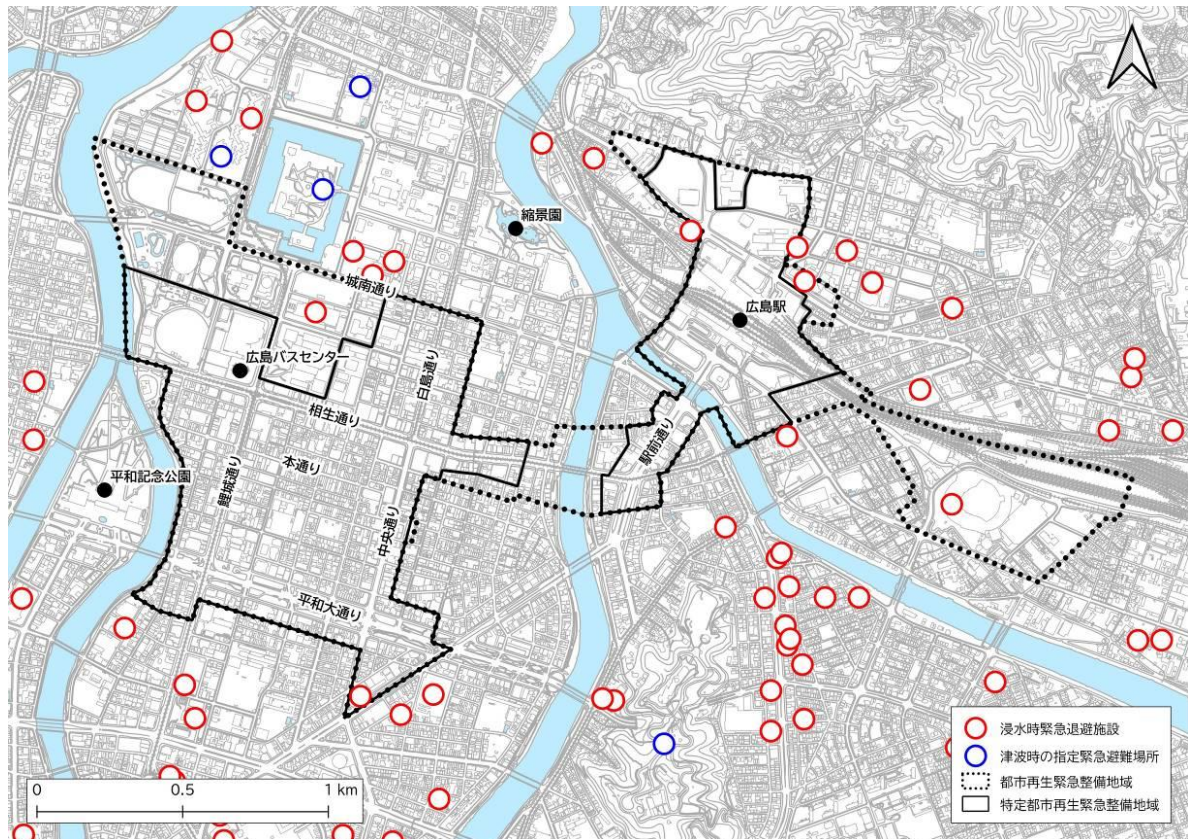 縮景園
城南通り
広島駅
広島バスセンター
白島通り
相生通り
駅前通り
本通り
鯉城通り
平和記念公園
中央通り
平和大通り
浸水時緊急退避施設
津波時の指定緊急避難場所
都市再生緊急整備地域
特定都市再生緊急整備地域
0 0.5 1 km